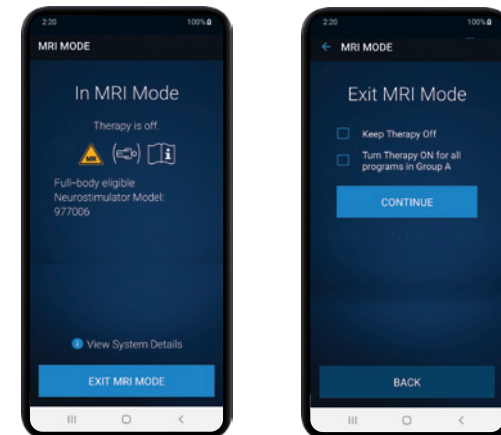 2:20 100%
MRI MODE
In MRI Mode
Therapy is off.
MR
i
Full-body eligible
Neurostimulator Model:
977006
i View System Details
EXIT MRI MODE
2:20 100%
← MRI MODE
Exit MRI Mode
Keep Therapy Off
Turn Therapy ON for all
programs in Group A
CONTINUE
BACK